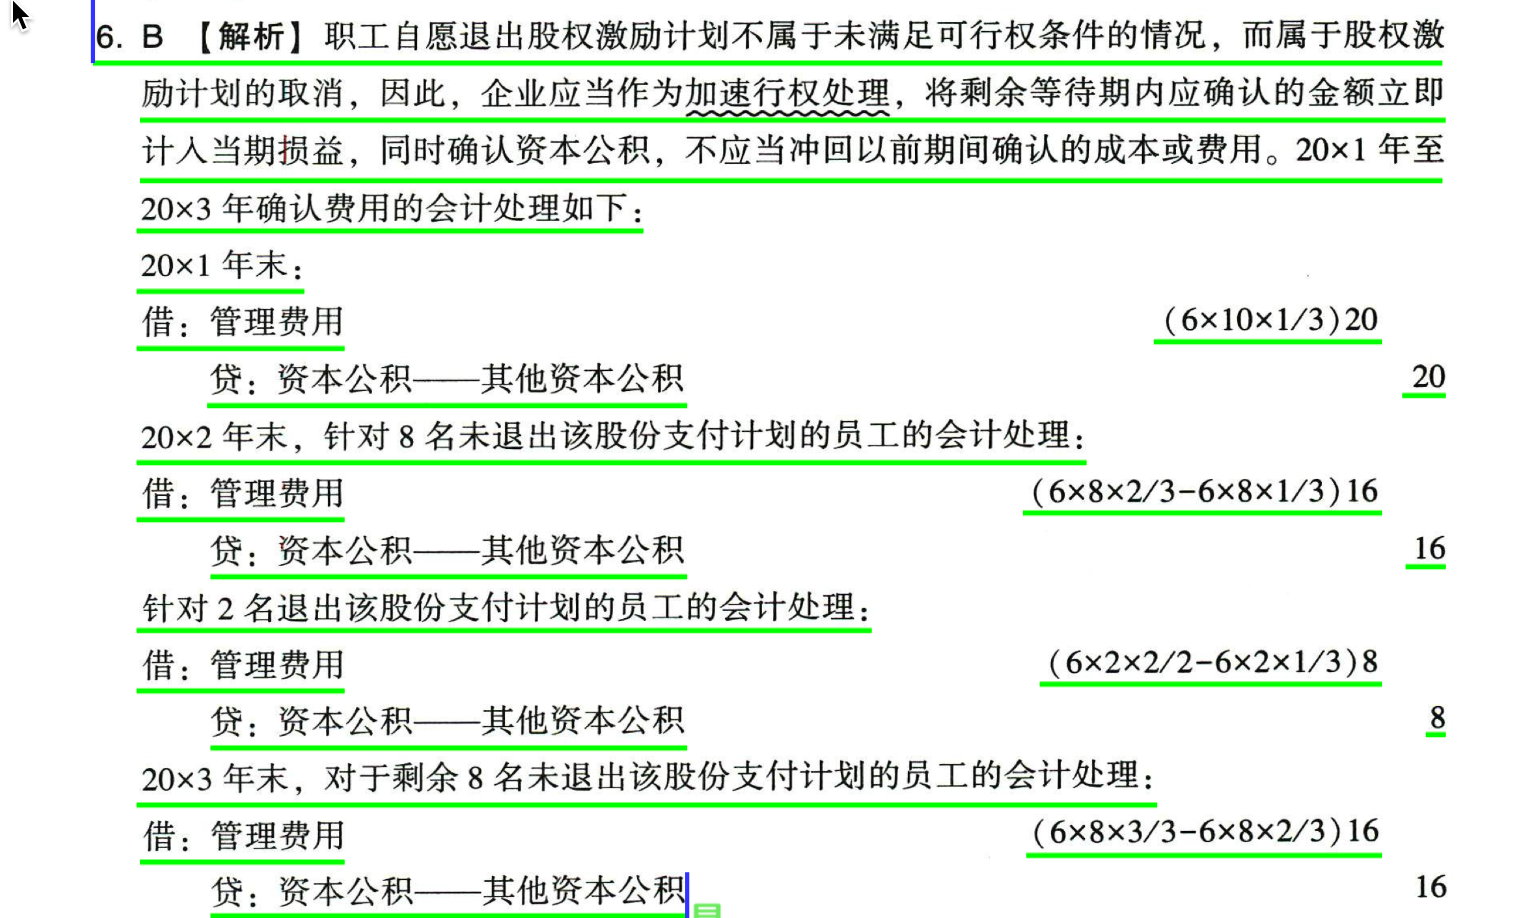 6. B 【解析】职工自愿退出股权激励计划不属于未满足可行权条件的情况，而属于股权激
励计划的取消，因此，企业应当作为加速行权处理，将剩余等待期内应确认的金额立即
计入当期损益，同时确认资本公积，不应当冲回以前期间确认的成本或费用。20×1 年至
20×3 年确认费用的会计处理如下：
20×1 年末：
借：管理费用 (6×10×1/3)20
贷：资本公积——其他资本公积 20
20×2 年末，针对 8 名未退出该股份支付计划的员工的会计处理：
借：管理费用 (6×8×2/3-6×8×1/3)16
贷：资本公积——其他资本公积 16
针对 2 名退出该股份支付计划的员工的会计处理：
借：管理费用 (6×2×2/2-6×2×1/3)8
贷：资本公积——其他资本公积 8
20×3 年末，对于剩余 8 名未退出该股份支付计划的员工的会计处理：
借：管理费用 (6×8×3/3-6×8×2/3)16
贷：资本公积——其他资本公积 16